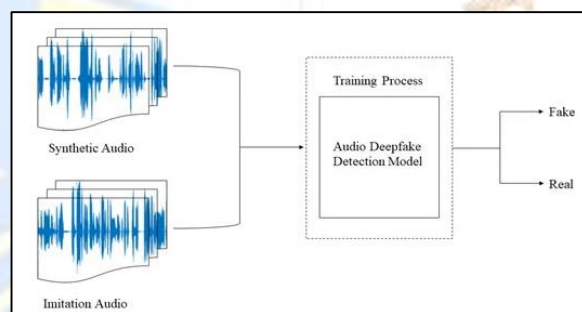 Synthetic Audio
Imitation Audio
Training Process
Audio Deepfake
Detection Model
Fake
Real